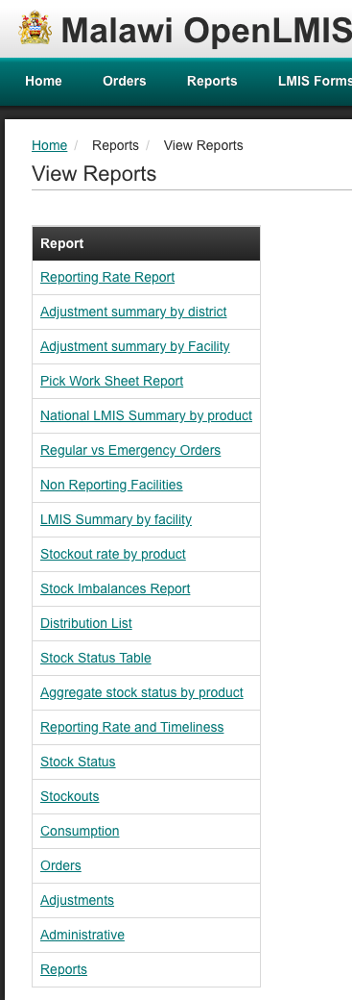 Malawi OpenLMIS
Home Orders Reports LMIS Forms
Home / Reports / View Reports
View Reports
Report
Reporting Rate Report
Adjustment summary by district
Adjustment summary by Facility
Pick Work Sheet Report
National LMIS Summary by product
Regular vs Emergency Orders
Non Reporting Facilities
LMIS Summary by facility
Stockout rate by product
Stock Imbalances Report
Distribution List
Stock Status Table
Aggregate stock status by product
Reporting Rate and Timeliness
Stock Status
Stockouts
Consumption
Orders
Adjustments
Administrative
Reports